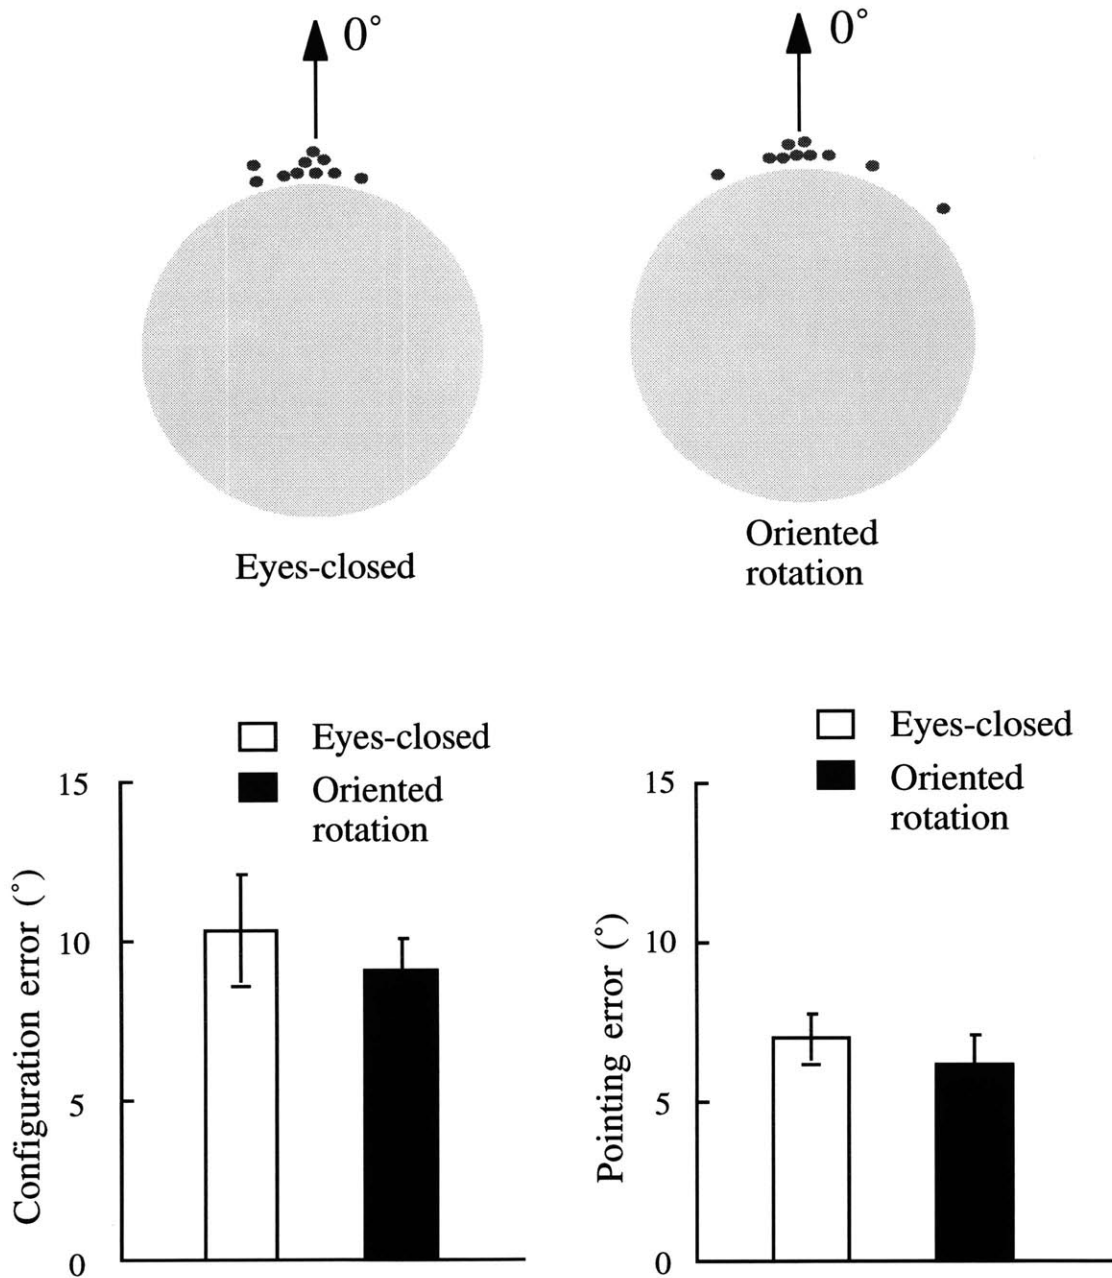 0°
0°
Eyes-closed
Oriented
rotation
Eyes-closed
Oriented
rotation
15
10
5
0
Configuration error (°)
Eyes-closed
Oriented
rotation
15
10
5
0
Pointing error (°)